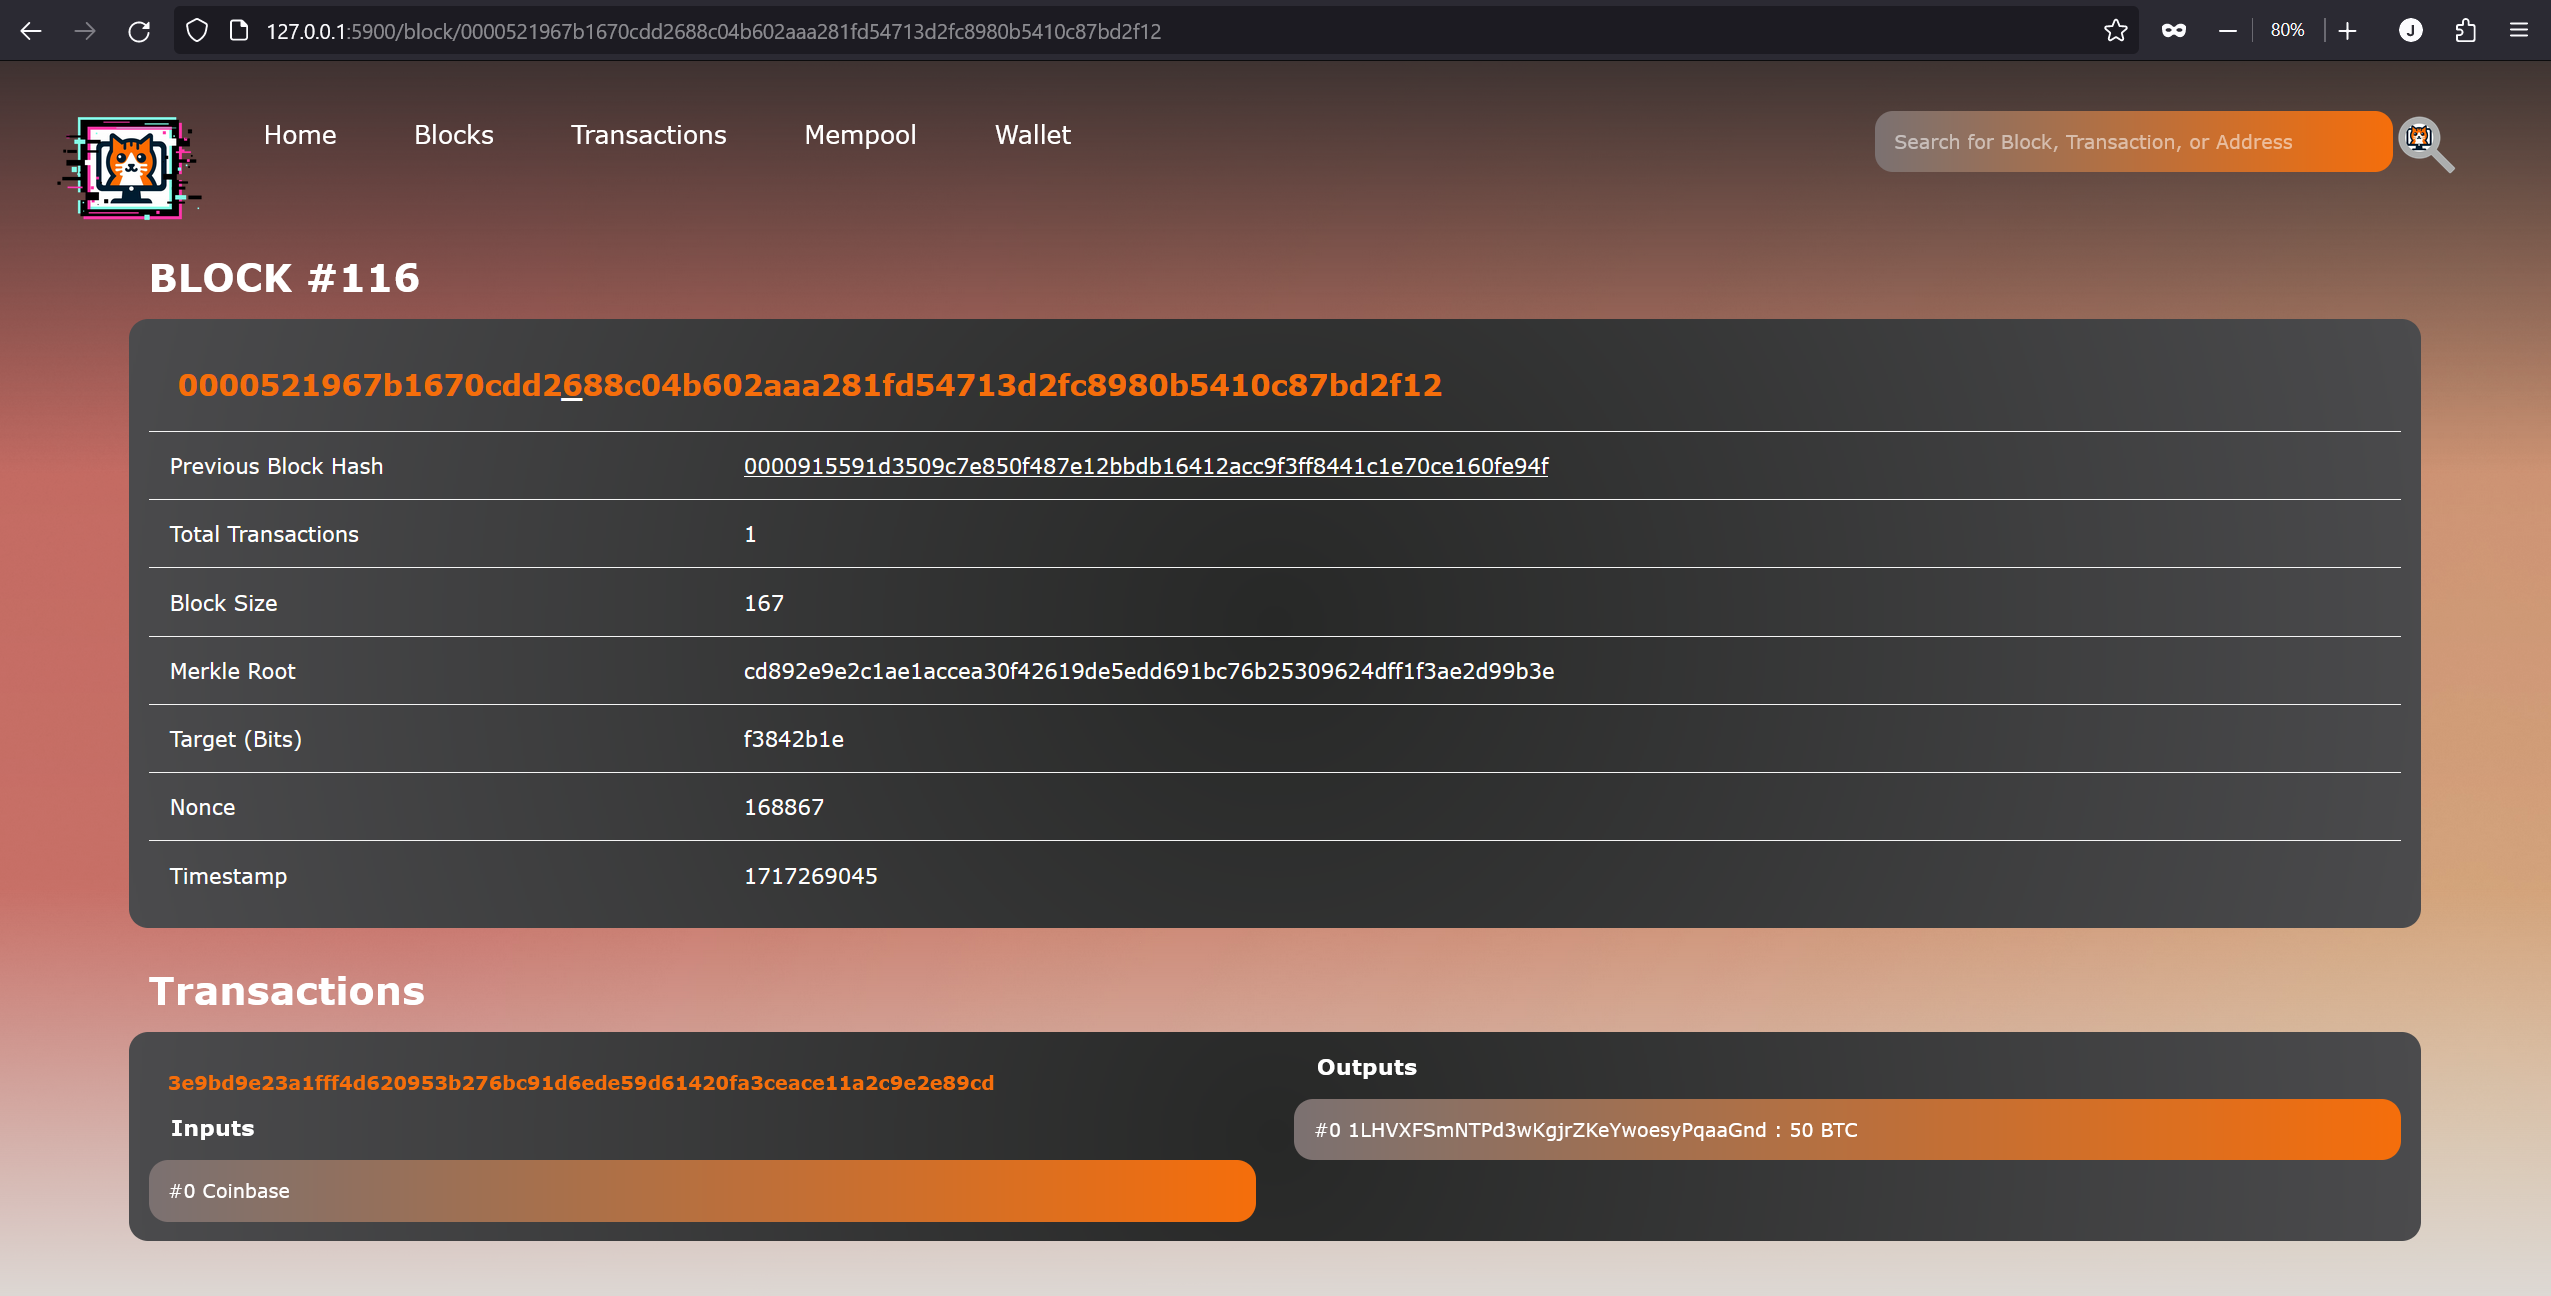 127.0.0.1:5900/block/0000521967b1670cdd2688c04b602aaa281fd54713d2fc8980b5410c87bd2f12
80%
J
Home Blocks Transactions Mempool Wallet
Search for Block, Transaction, or Address
BLOCK #116
0000521967b1670cdd2688c04b602aaa281fd54713d2fc8980b5410c87bd2f12
Previous Block Hash 0000915591d3509c7e850f487e12bbdb16412acc9f3ff8441c1e70ce160fe94f
Total Transactions 1
Block Size 167
Merkle Root cd892e9e2c1ae1accea30f42619de5edd691bc76b25309624dff1f3ae2d99b3e
Target (Bits) f3842b1e
Nonce 168867
Timestamp 1717269045
Transactions
3e9bd9e23a1fff4d620953b276bc91d6ede59d61420fa3ceace11a2c9e2e89cd
Inputs
#0 Coinbase
Outputs
#0 1LHVXFSmNTPd3wKgjrZKeYwoesyPqaaGnd : 50 BTC